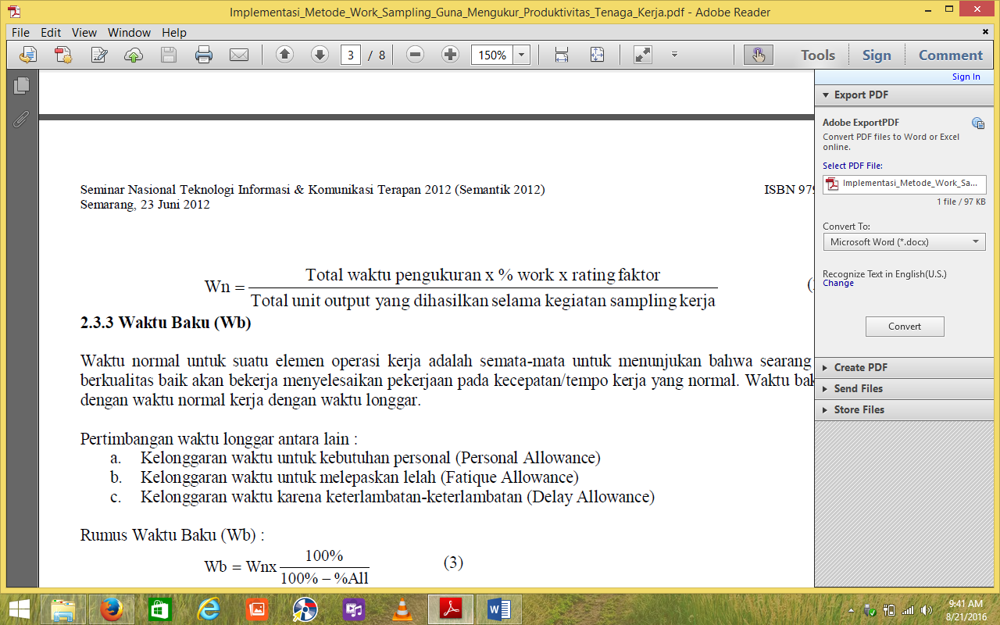 Implementasi_Metode_Work_Sampling_Guna_Mengukur_Produktivitas_Tenaga_Kerja.pdf - Adobe Reader
File Edit View Window Help
3 / 8 150% Tools Sign Comment
Sign In
Export PDF
Adobe ExportPDF
Convert PDF files to Word or Excel
online.
Select PDF File:
Implementasi_Metode_Work_Sa...
1 file / 97 KB
Convert To:
Microsoft Word (*.docx)
Recognize Text in English(U.S.)
Change
Convert
Create PDF
Send Files
Store Files
Seminar Nasional Teknologi Informasi & Komunikasi Terapan 2012 (Semantik 2012) ISBN 979
Semarang, 23 Juni 2012
Total waktu pengukuran x % work x rating faktor
Wn =
Total unit output yang dihasilkan selama kegiatan sampling kerja
2.3.3 Waktu Baku (Wb)
Waktu normal untuk suatu elemen operasi kerja adalah semata-mata untuk menunjukan bahwa searang
berkualitas baik akan bekerja menyelesaikan pekerjaan pada kecepatan/tempo kerja yang normal. Waktu bak
dengan waktu normal kerja dengan waktu longgar.
Pertimbangan waktu longgar antara lain :
a. Kelonggaran waktu untuk kebutuhan personal (Personal Allowance)
b. Kelonggaran waktu untuk melepaskan lelah (Fatique Allowance)
c. Kelonggaran waktu karena keterlambatan-keterlambatan (Delay Allowance)
Rumus Waktu Baku (Wb) :
100%
Wb = Wnx (3)
100% – %All
9:41 AM
8/21/2016